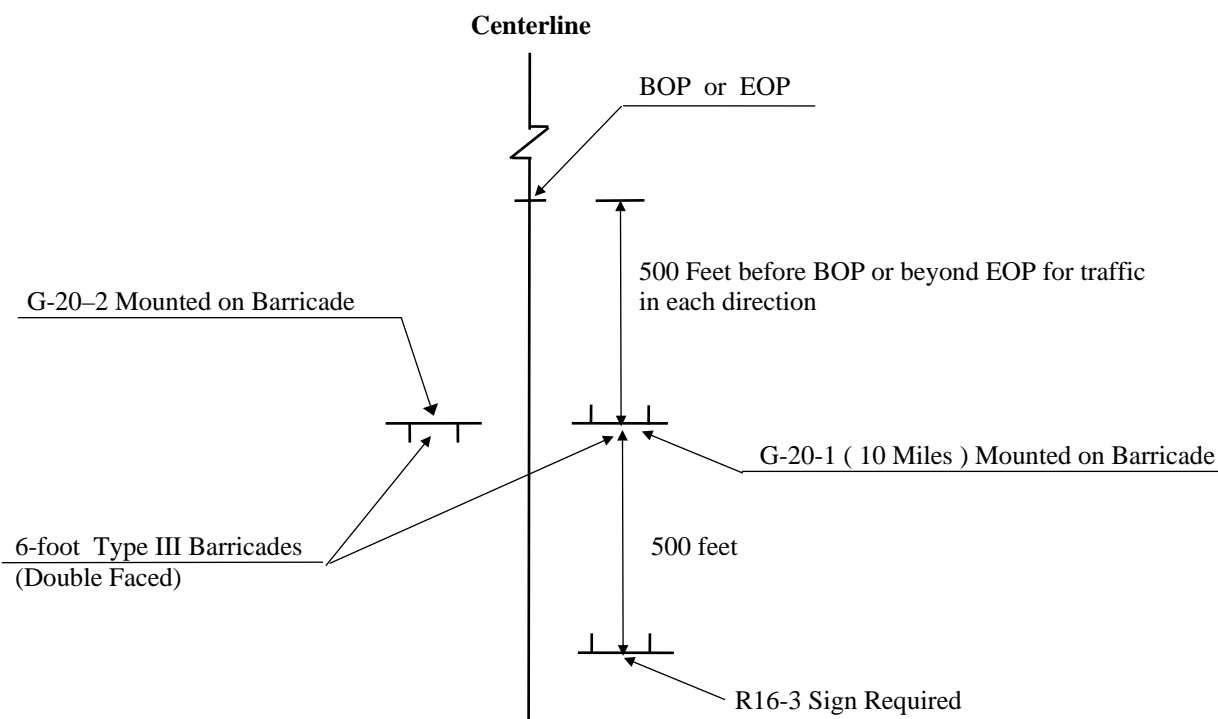 Centerline
BOP or EOP
500 Feet before BOP or beyond EOP for traffic
in each direction
G-20–2 Mounted on Barricade
G-20-1 ( 10 Miles ) Mounted on Barricade
6-foot Type III Barricades
(Double Faced)
500 feet
R16-3 Sign Required